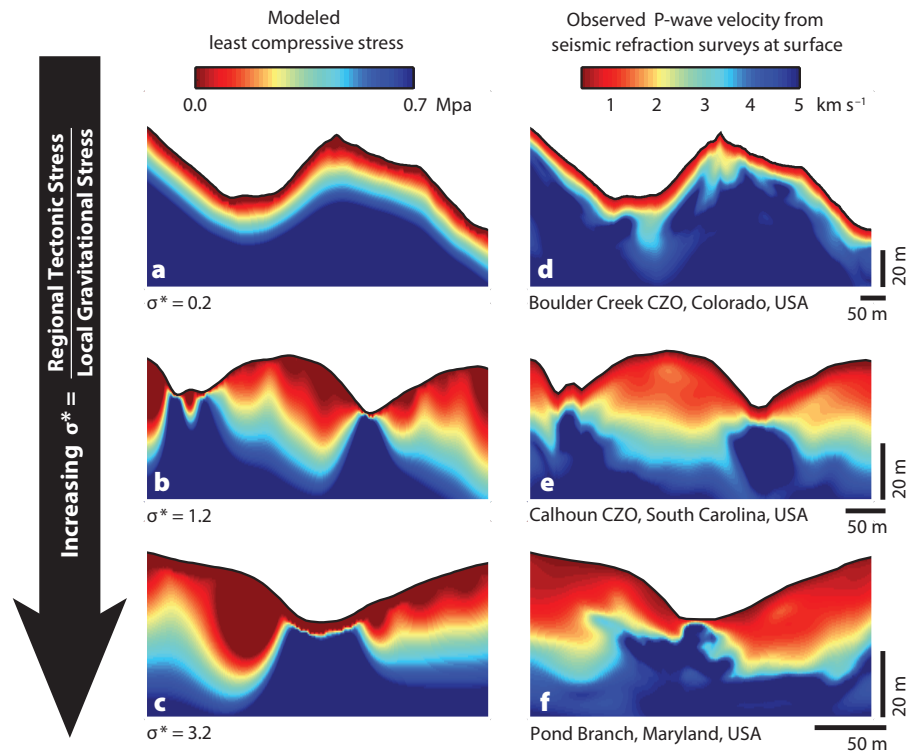 Modeled
least compressive stress
0.0 Mpa 0.7
Observed P-wave velocity from
seismic refraction surveys at surface
1 2 3 4 5 km s⁻¹
Increasing σ* = Regional Tectonic Stress
Local Gravitational Stress
a
σ* = 0.2
d
Boulder Creek CZO, Colorado, USA
20 m
50 m
b
σ* = 1.2
e
Calhoun CZO, South Carolina, USA
20 m
50 m
c
σ* = 3.2
f
Pond Branch, Maryland, USA
20 m
50 m